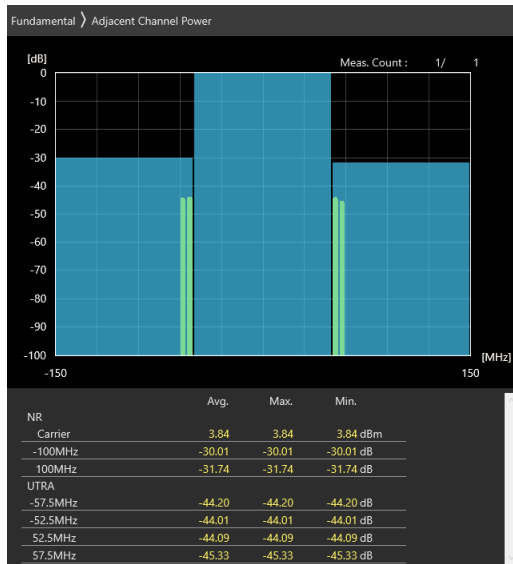 Fundamental 〉 Adjacent Channel Power
[dB]
Meas. Count : 1/ 1
0
-10
-20
-30
-40
-50
-60
-70
-80
-90
-100
[MHz]
-150 150
Avg. Max. Min.
NR
Carrier 3.84 3.84 3.84 dBm
-100MHz -30.01 -30.01 -30.01 dB
100MHz -31.74 -31.74 -31.74 dB
UTRA
-57.5MHz -44.20 -44.20 -44.20 dB
-52.5MHz -44.01 -44.01 -44.01 dB
52.5MHz -44.09 -44.09 -44.09 dB
57.5MHz -45.33 -45.33 -45.33 dB